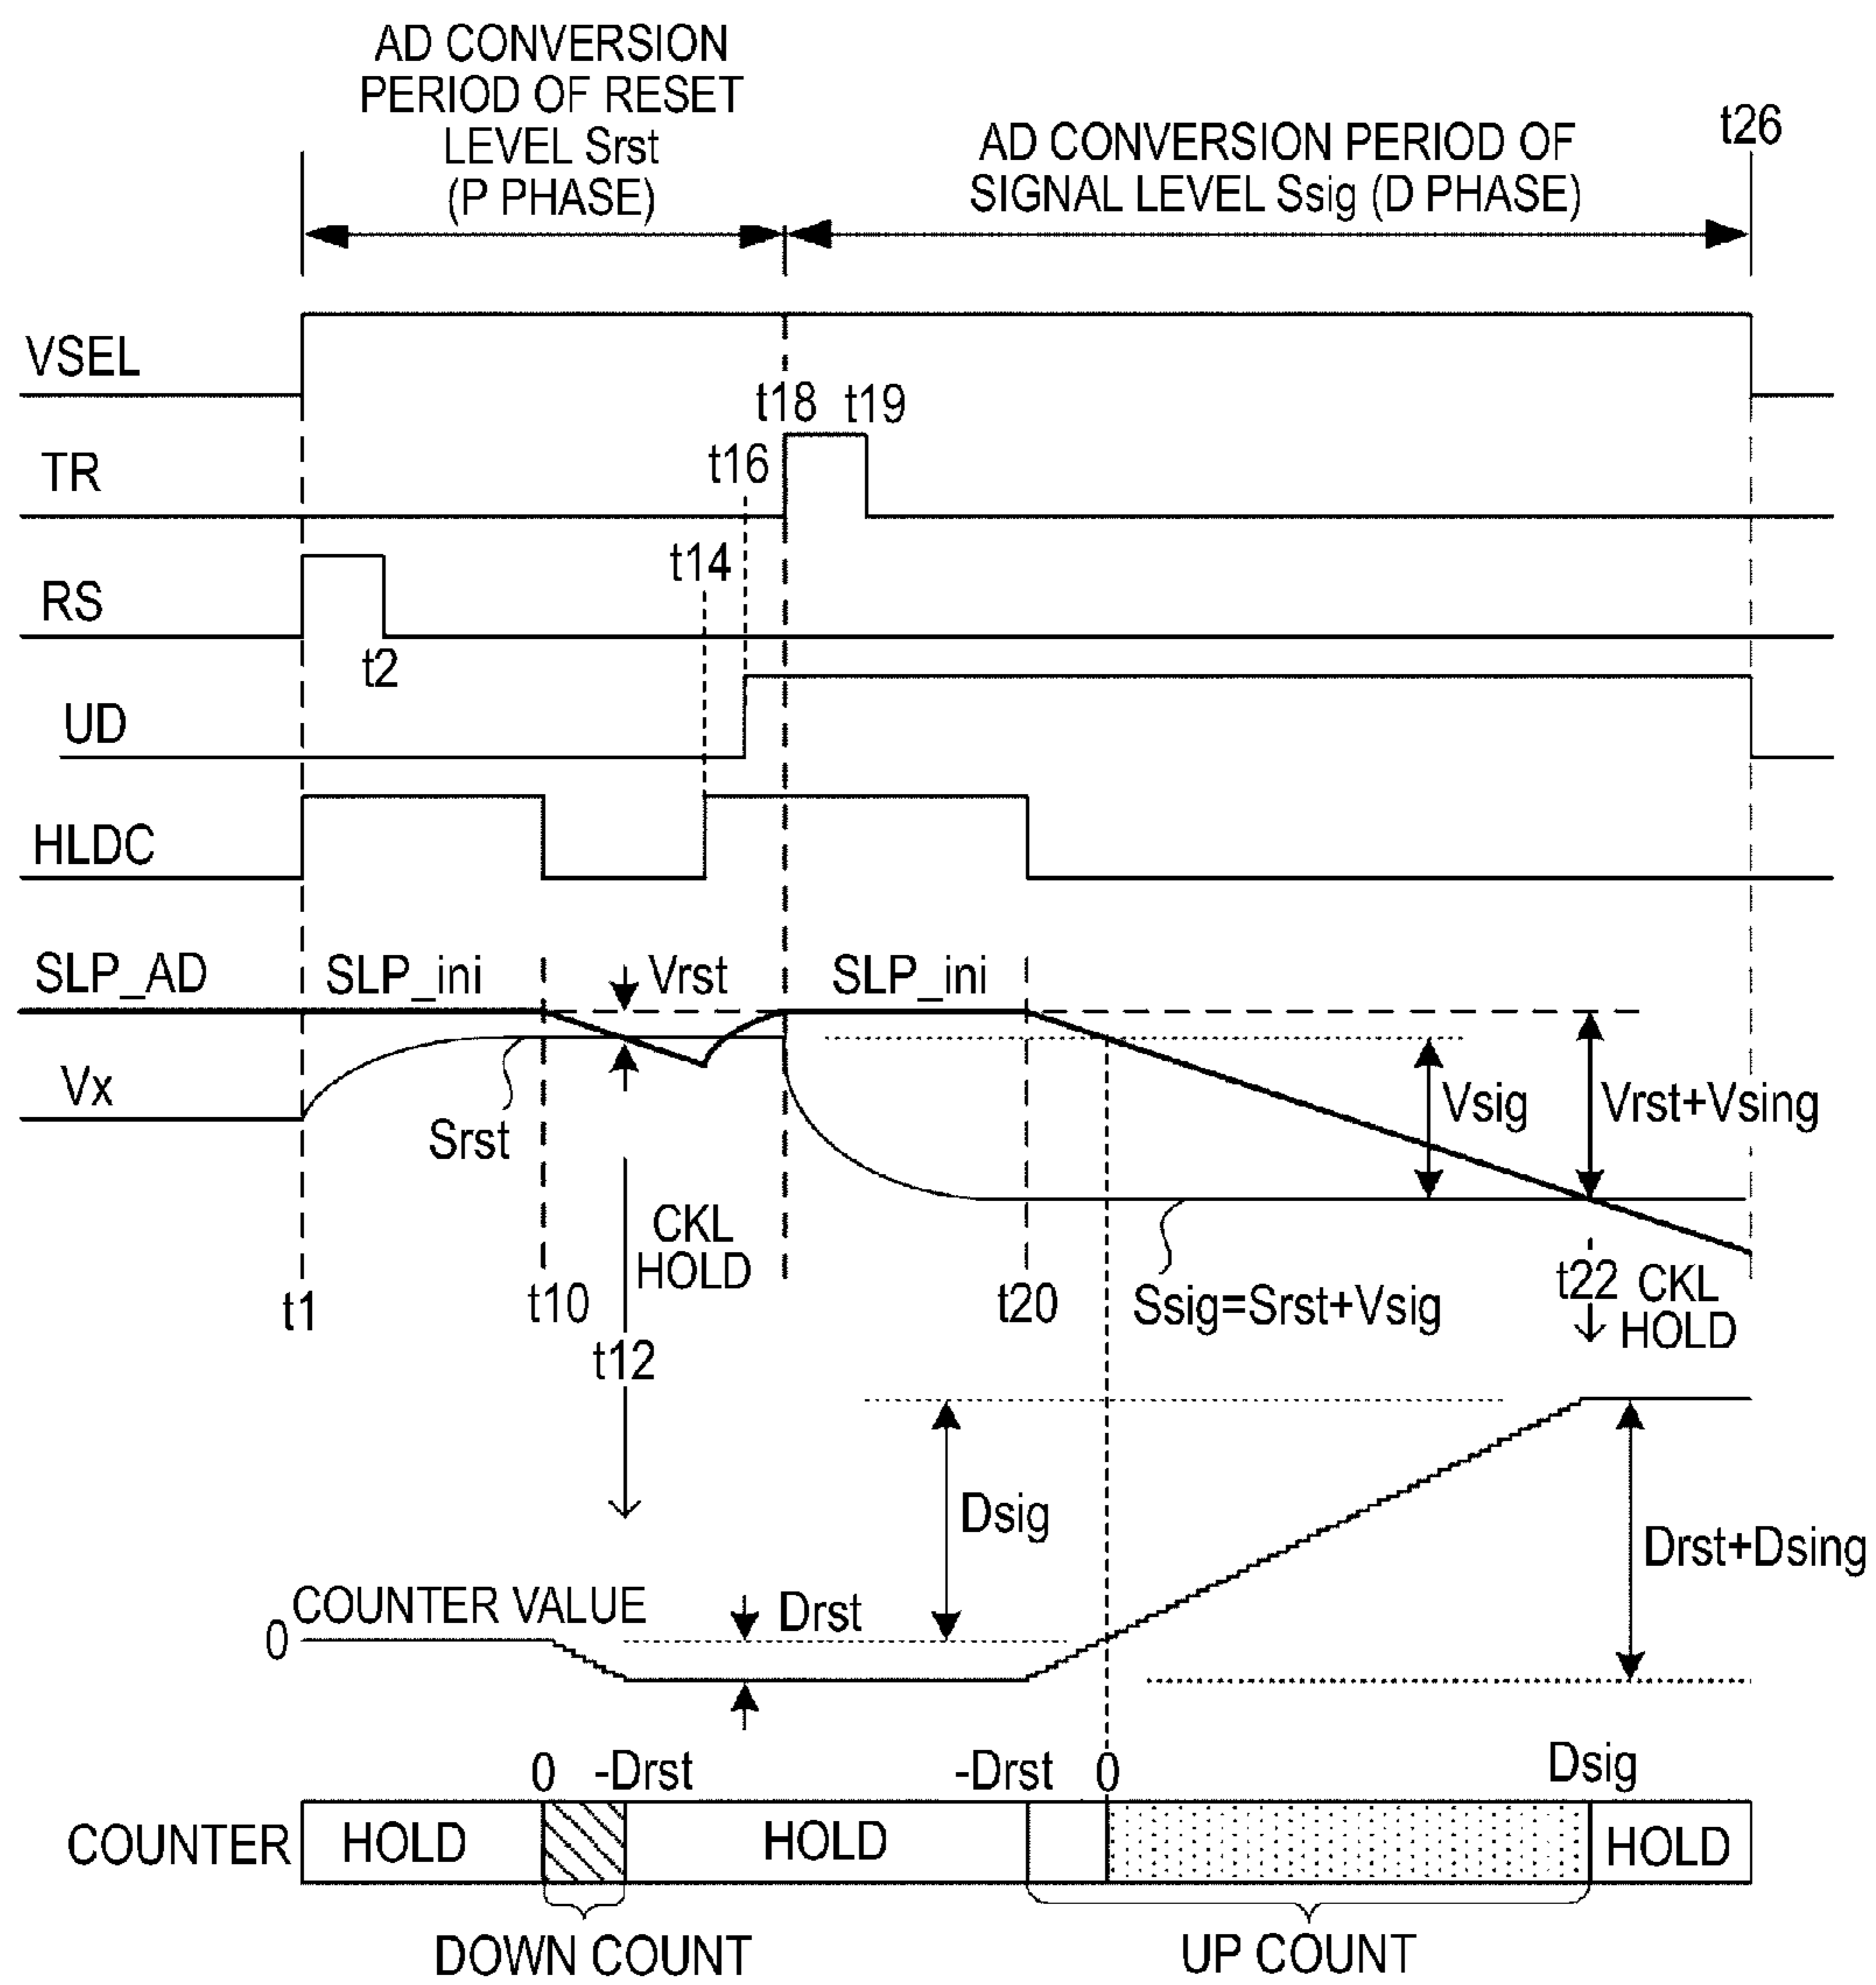 AD CONVERSION
PERIOD OF RESET
LEVEL Srst
(P PHASE)
AD CONVERSION PERIOD OF
SIGNAL LEVEL Ssig (D PHASE)
t26
VSEL
t18 t19
TR
t16
t14
RS
t2
UD
HLDC
SLP_AD SLP_ini Vrst SLP_ini
Vx
Srst
Vsig Vrst+Vsing
CKL
HOLD
t1
t10
t12
t20
Ssig=Srst+Vsig
t22 CKL
HOLD
Dsig
Drst+Dsing
COUNTER VALUE
0
Drst
0 -Drst -Drst 0 Dsig
COUNTER HOLD HOLD HOLD
DOWN COUNT UP COUNT